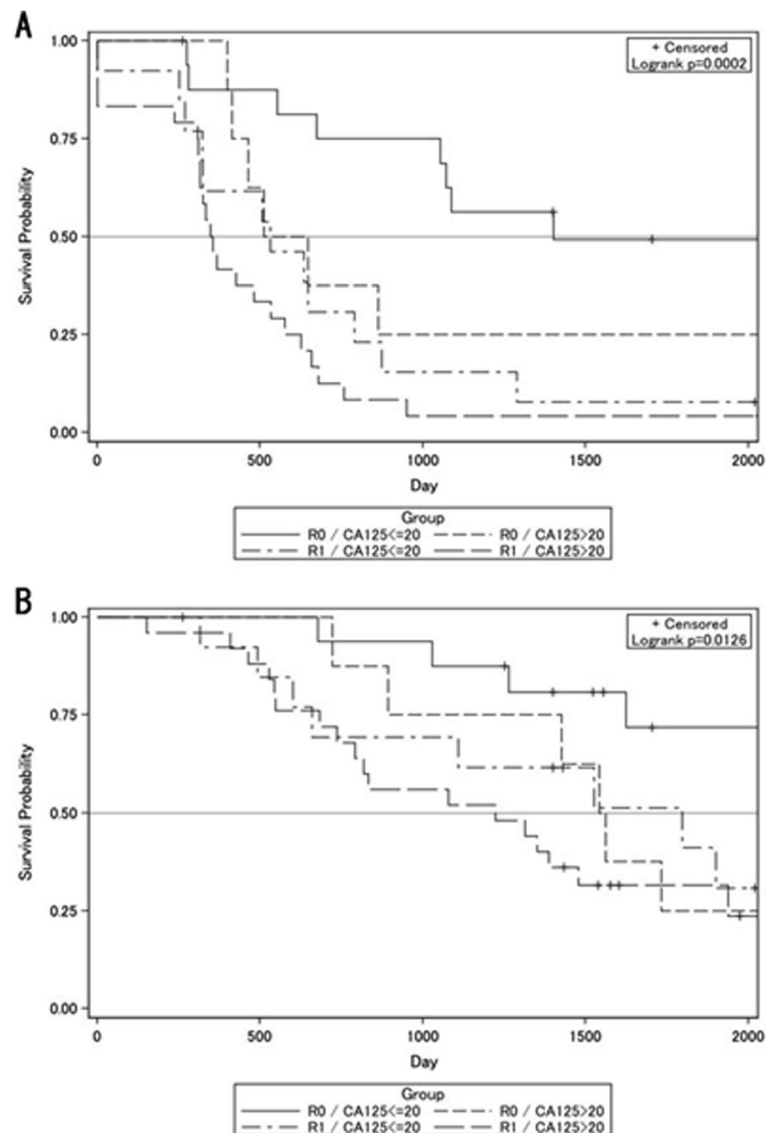 A
+ Censored
Logrank p=0.0002
Survival Probability
1.00
0.75
0.50
0.25
0.00
0
500
1000
1500
2000
Day
Group
R0 / CA125<=20
R0 / CA125>20
R1 / CA125<=20
R1 / CA125>20
B
+ Censored
Logrank p=0.0126
Survival Probability
1.00
0.75
0.50
0.25
0.00
0
500
1000
1500
2000
Day
Group
R0 / CA125<=20
R0 / CA125>20
R1 / CA125<=20
R1 / CA125>20